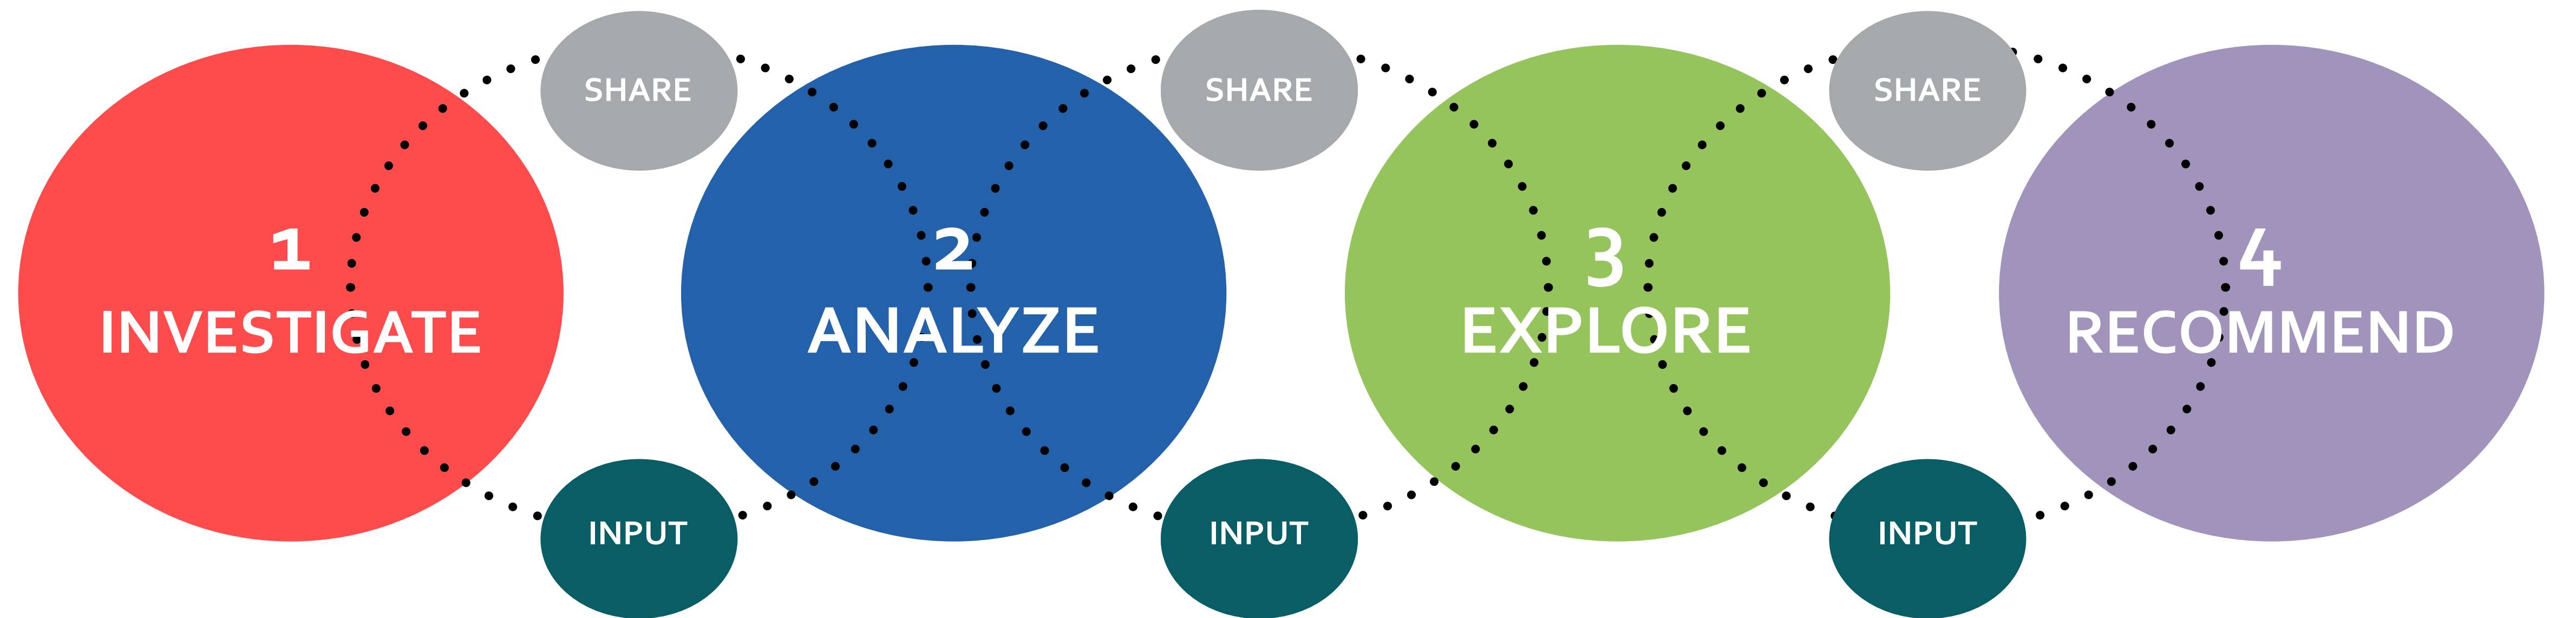 SHARE
SHARE
SHARE
1
INVESTIGATE
2
ANALYZE
3
EXPLORE
4
RECOMMEND
INPUT
INPUT
INPUT